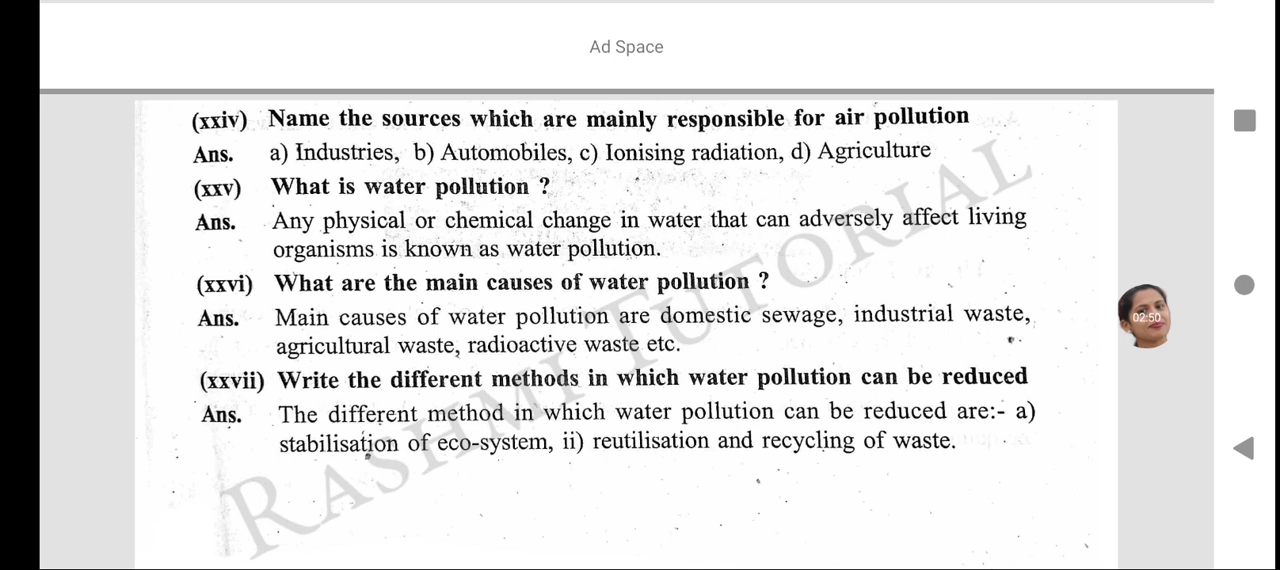 Ad Space
(xxiv) Name the sources which are mainly responsible for air pollution
Ans. a) Industries, b) Automobiles, c) Ionising radiation, d) Agriculture
(xxv) What is water pollution ?
Ans. Any physical or chemical change in water that can adversely affect living
organisms is known as water pollution.
(xxvi) What are the main causes of water pollution ?
Ans. Main causes of water pollution are domestic sewage, industrial waste,
agricultural waste, radioactive waste etc.
(xxvii) Write the different methods in which water pollution can be reduced
Ans. The different method in which water pollution can be reduced are:- a)
stabilisation of eco-system, ii) reutilisation and recycling of waste.
RASHMI TUTORIAL
02:50